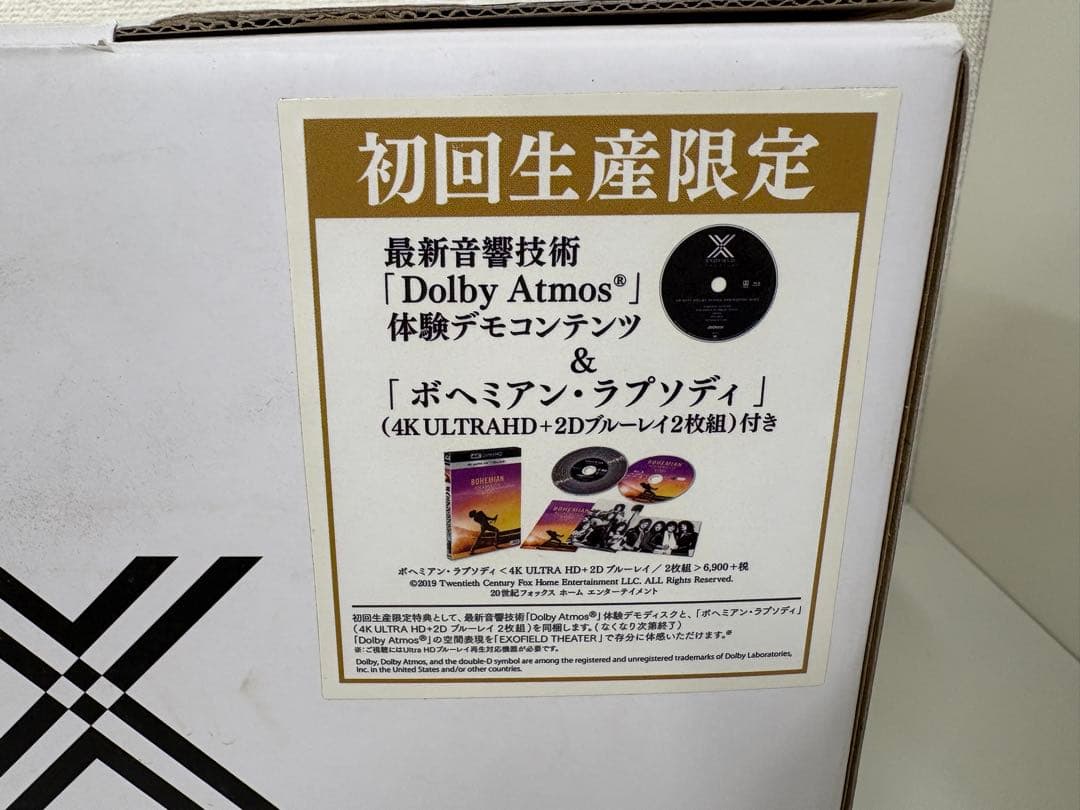 初回生産限定
最新音響技術
「Dolby Atmos®」
体験デモコンテンツ
&
「ボヘミアン・ラプソディ」
(4K ULTRAHD+2Dブルーレイ2枚組)付き
EXOFIELD
BOHEMIAN
BOHEMIAN
BOHEMIAN
ボヘミアン・ラプソディ<4K ULTRA HD+2D ブルーレイ/2枚組>6,900+税
©2019 Twentieth Century Fox Home Entertainment LLC. ALL Rights Reserved.
20世紀フォックス ホーム エンターテイメント
初回生産限定特典として、最新音響技術「Dolby Atmos®」体験デモディスクと、「ボヘミアン・ラプソディ」
(4K ULTRA HD+2D ブルーレイ 2枚組)を同梱します。(なくなり次第終了)
「Dolby Atmos®」の空間表現を「EXOFIELD THEATER」で存分に体感いただけます。※
※:ご視聴にはUltra HDブルーレイ再生対応機器が必要です。
Dolby, Dolby Atmos, and the double-D symbol are among the registered and unregistered trademarks of Dolby Laboratories,
Inc. in the United States and/or other countries.